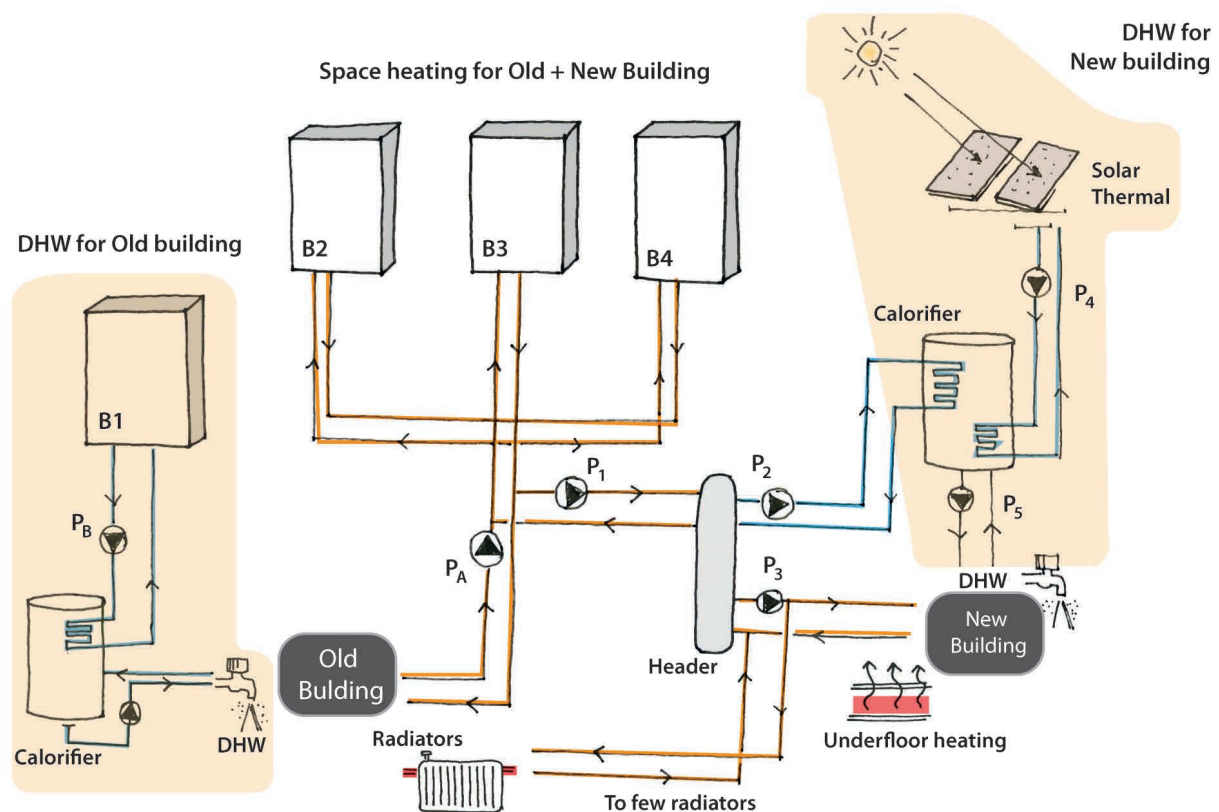 DHW for
New building
Space heating for Old + New Building
Solar
Thermal
DHW for Old building
B2
B3
B4
P4
Calorifier
B1
P1
P2
PB
PA
P5
P3
DHW
New
Building
Old
Bulding
Header
Radiators
Underfloor heating
Calorifier
DHW
To few radiators